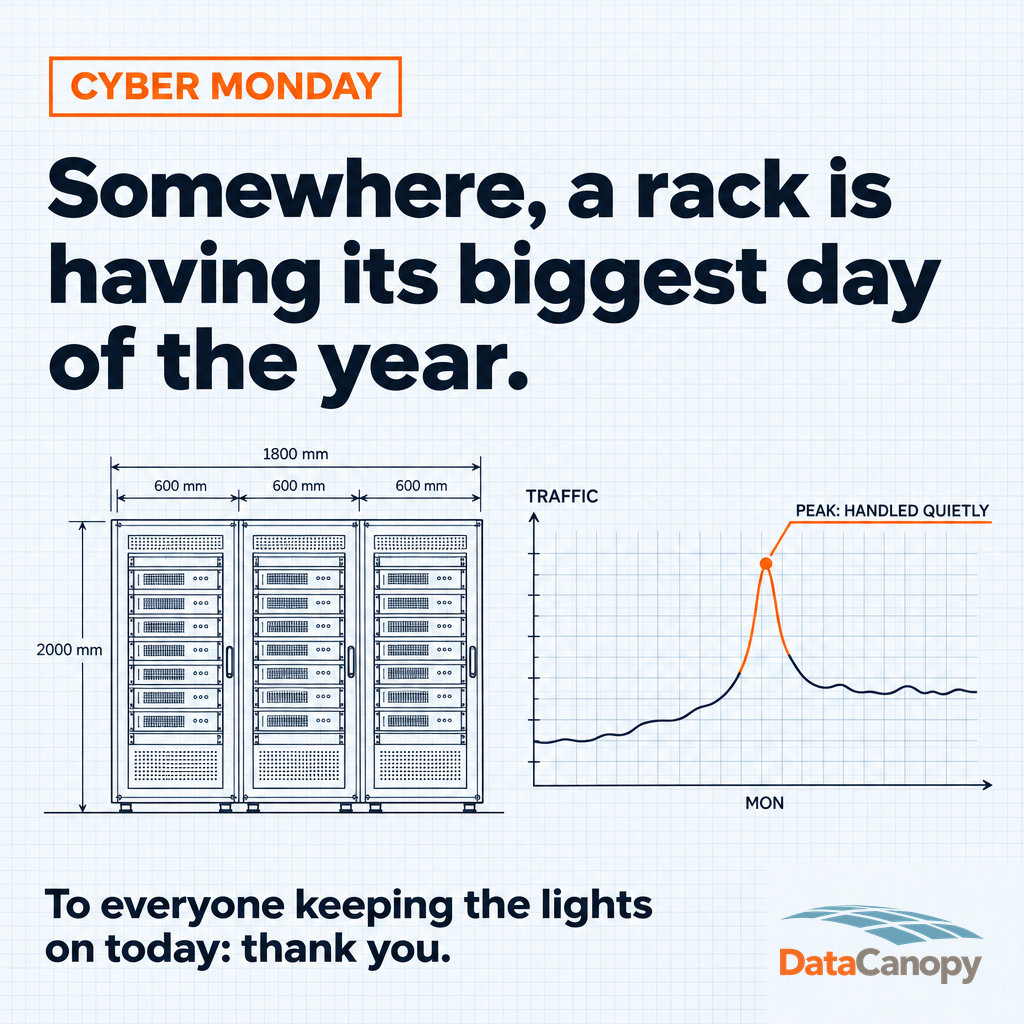 CYBER MONDAY
Somewhere, a rack is
having its biggest day
of the year.
1800 mm
600 mm 600 mm 600 mm
2000 mm
TRAFFIC
PEAK: HANDLED QUIETLY
MON
To everyone keeping the lights
on today: thank you.
DataCanopy